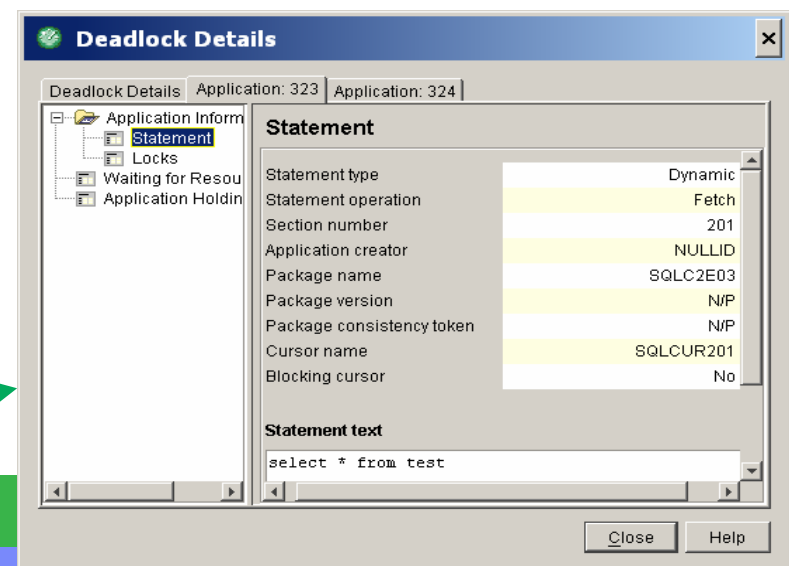 Deadlock Details
Deadlock Details Application: 323 Application: 324
Application Inform
Statement
Locks
Waiting for Resou
Application Holdin
Statement
Statement type Dynamic
Statement operation Fetch
Section number 201
Application creator NULLID
Package name SQLC2E03
Package version N/P
Package consistency token N/P
Cursor name SQLCUR201
Blocking cursor No
Statement text
select * from test
Close Help